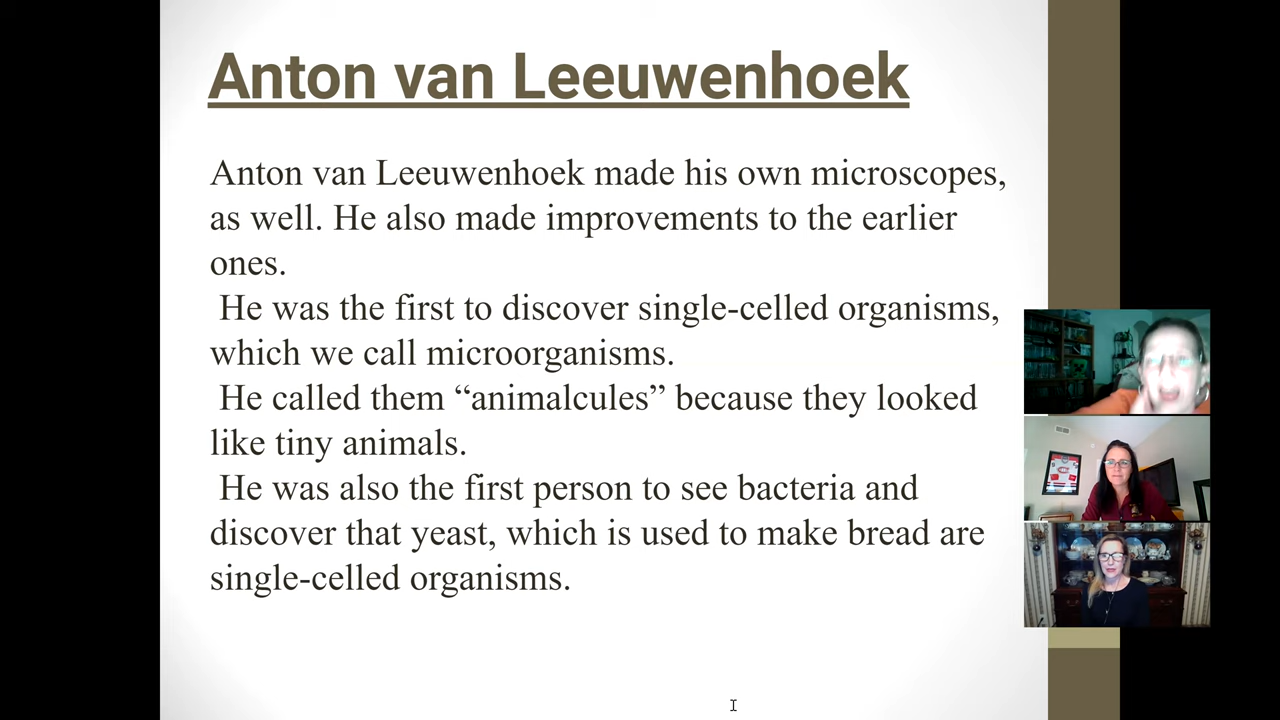 Anton van Leeuwenhoek
Anton van Leeuwenhoek made his own microscopes,
as well. He also made improvements to the earlier
ones.
He was the first to discover single-celled organisms,
which we call microorganisms.
He called them “animalcules” because they looked
like tiny animals.
He was also the first person to see bacteria and
discover that yeast, which is used to make bread are
single-celled organisms.